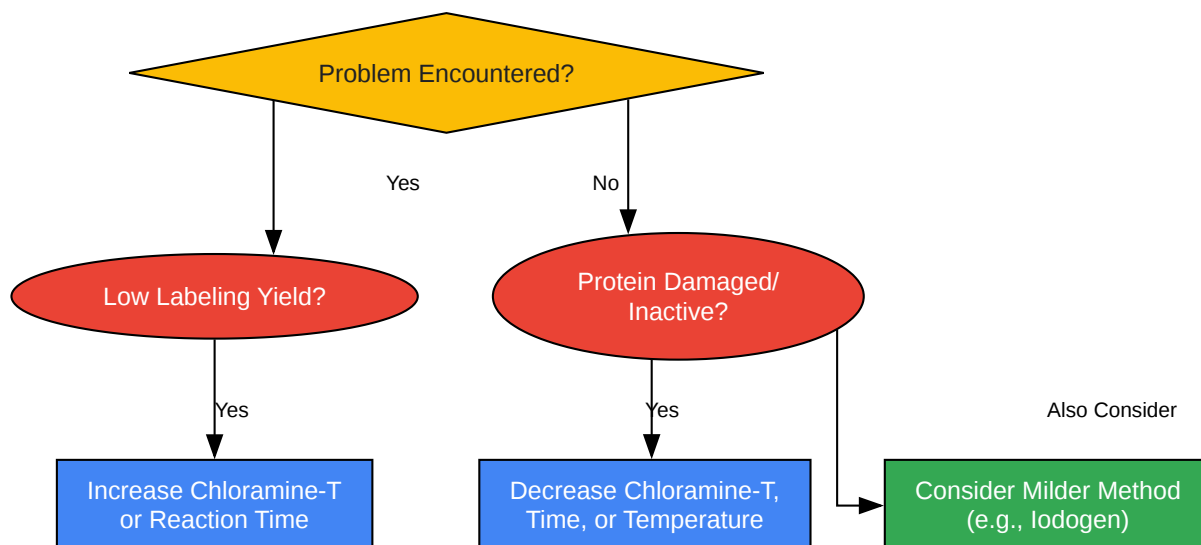 Problem Encountered?
Yes
No
Low Labeling Yield?
Protein Damaged/
Inactive?
Yes
Yes
Also Consider
Increase Chloramine-T
or Reaction Time
Decrease Chloramine-T,
Time, or Temperature
Consider Milder Method
(e.g., Iodogen)